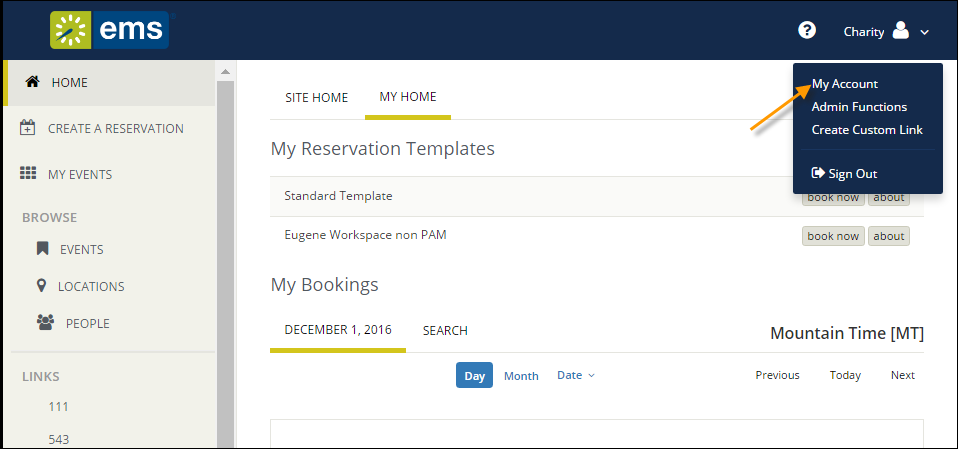 ems
?
Charity
HOME
CREATE A RESERVATION
MY EVENTS
BROWSE
EVENTS
LOCATIONS
PEOPLE
LINKS
111
543
SITE HOME MY HOME
My Account
Admin Functions
Create Custom Link
Sign Out
My Reservation Templates
Standard Template book now about
Eugene Workspace non PAM book now about
My Bookings
DECEMBER 1, 2016 SEARCH Mountain Time [MT]
Day Month Date Previous Today Next